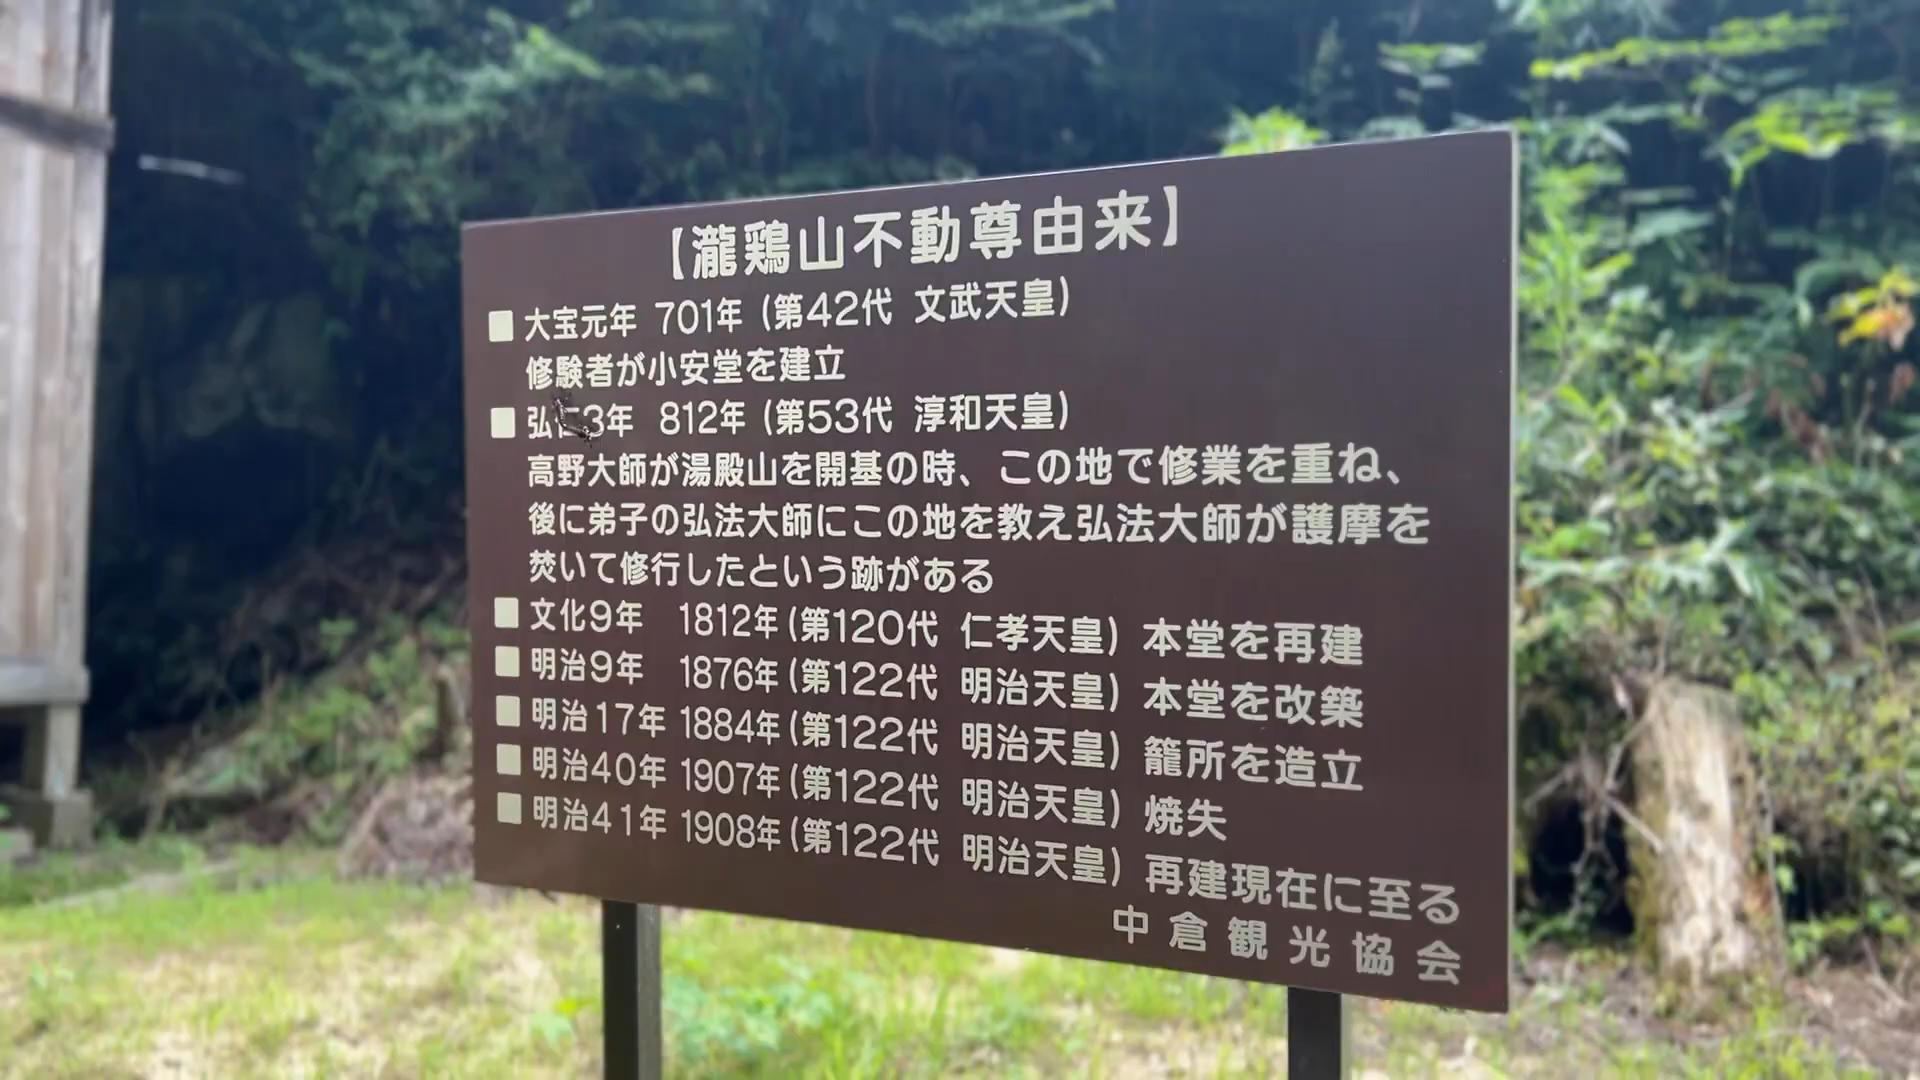 【瀧鶏山不動尊由来】
■ 大宝元年 701年 (第42代 文武天皇)
修験者が小安堂を建立
■ 弘仁3年 812年 (第53代 淳和天皇)
高野大師が湯殿山を開基の時、この地で修業を重ね、
後に弟子の弘法大師にこの地を教え弘法大師が護摩を
焚いて修行したという跡がある
■ 文化9年 1812年 (第120代 仁孝天皇) 本堂を再建
■ 明治9年 1876年 (第122代 明治天皇) 本堂を改築
■ 明治17年 1884年 (第122代 明治天皇) 籠所を造立
■ 明治40年 1907年 (第122代 明治天皇) 焼失
■ 明治41年 1908年 (第122代 明治天皇) 再建現在に至る
中倉観光協会